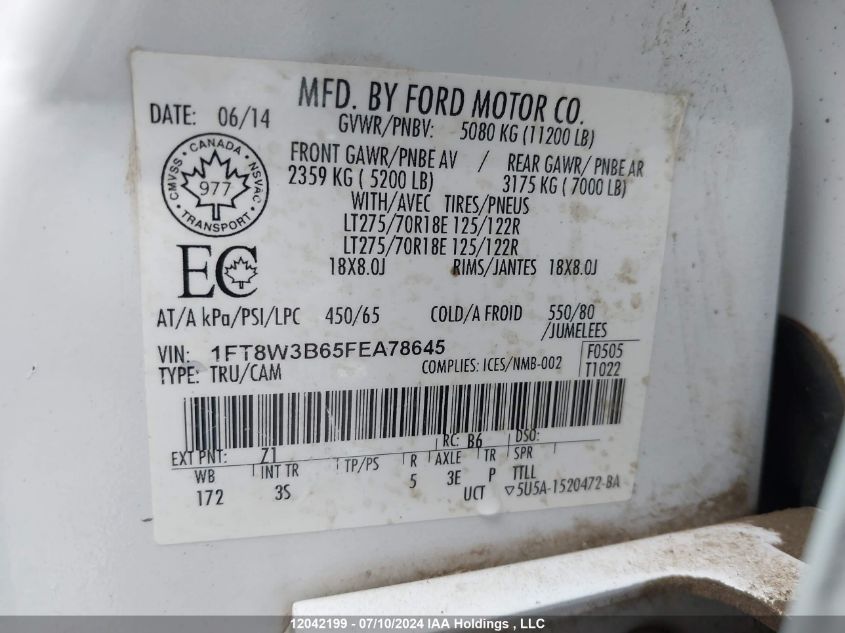 MFD. BY FORD MOTOR CO.
DATE: 06/14
GVWR/PNBV: 5080 KG (11200 LB)
FRONT GAWR/PNBE AV / REAR GAWR/ PNBE AR
2359 KG ( 5200 LB) 3175 KG ( 7000 LB)
WITH/AVEC TIRES/PNEUS
LT275/70R18E 125/122R
LT275/70R18E 125/122R
18X8.0J RIMS/JANTES 18X8.0J
CANADA
CMVSS NSVAC
977
TRANSPORT
EC
AT/A kPa/PSI/LPC 450/65 COLD/A FROID 550/80
/JUMELEES
VIN: 1FT8W3B65FEA78645
TYPE: TRU/CAM COMPLIES: ICES/NMB-002
F0505
T1022
EXT PNT: Z1 RC: B6 DSO:
WB INT TR TP/PS R AXLE TR SPR
172 3S 5 3E P TTLL
UCT ▽5U5A-1520472-BA
12042199 - 07/10/2024 IAA Holdings , LLC